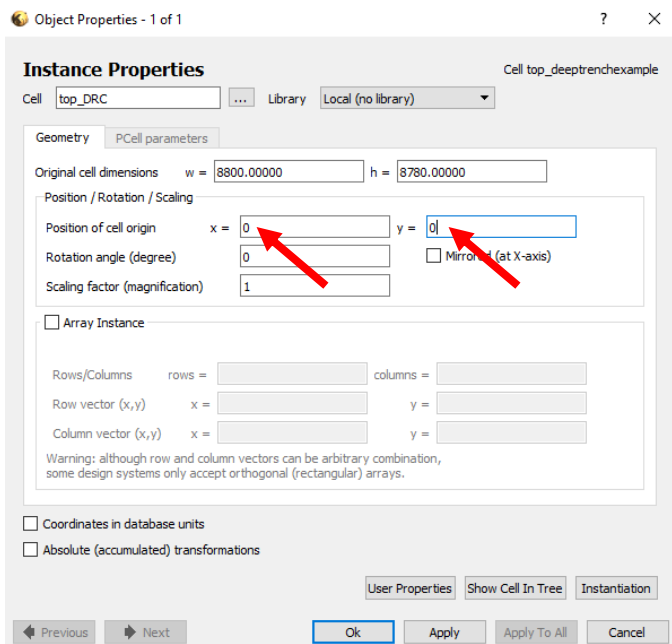 Object Properties - 1 of 1 ?
Instance Properties Cell top_deeptrenchexample
Cell top_DRC ... Library Local (no library)
Geometry PCell parameters
Original cell dimensions w = 8800.00000 h = 8780.00000
Position / Rotation / Scaling
Position of cell origin x = 0 y = 0
Rotation angle (degree) 0 Mirrored (at X-axis)
Scaling factor (magnification) 1
Array Instance
Rows/Columns rows = columns =
Row vector (x,y) x = y =
Column vector (x,y) x = y =
Warning: although row and column vectors can be arbitrary combination,
some design systems only accept orthogonal (rectangular) arrays.
Coordinates in database units
Absolute (accumulated) transformations
User Properties Show Cell In Tree Instantiation
Previous Next Ok Apply Apply To All Cancel